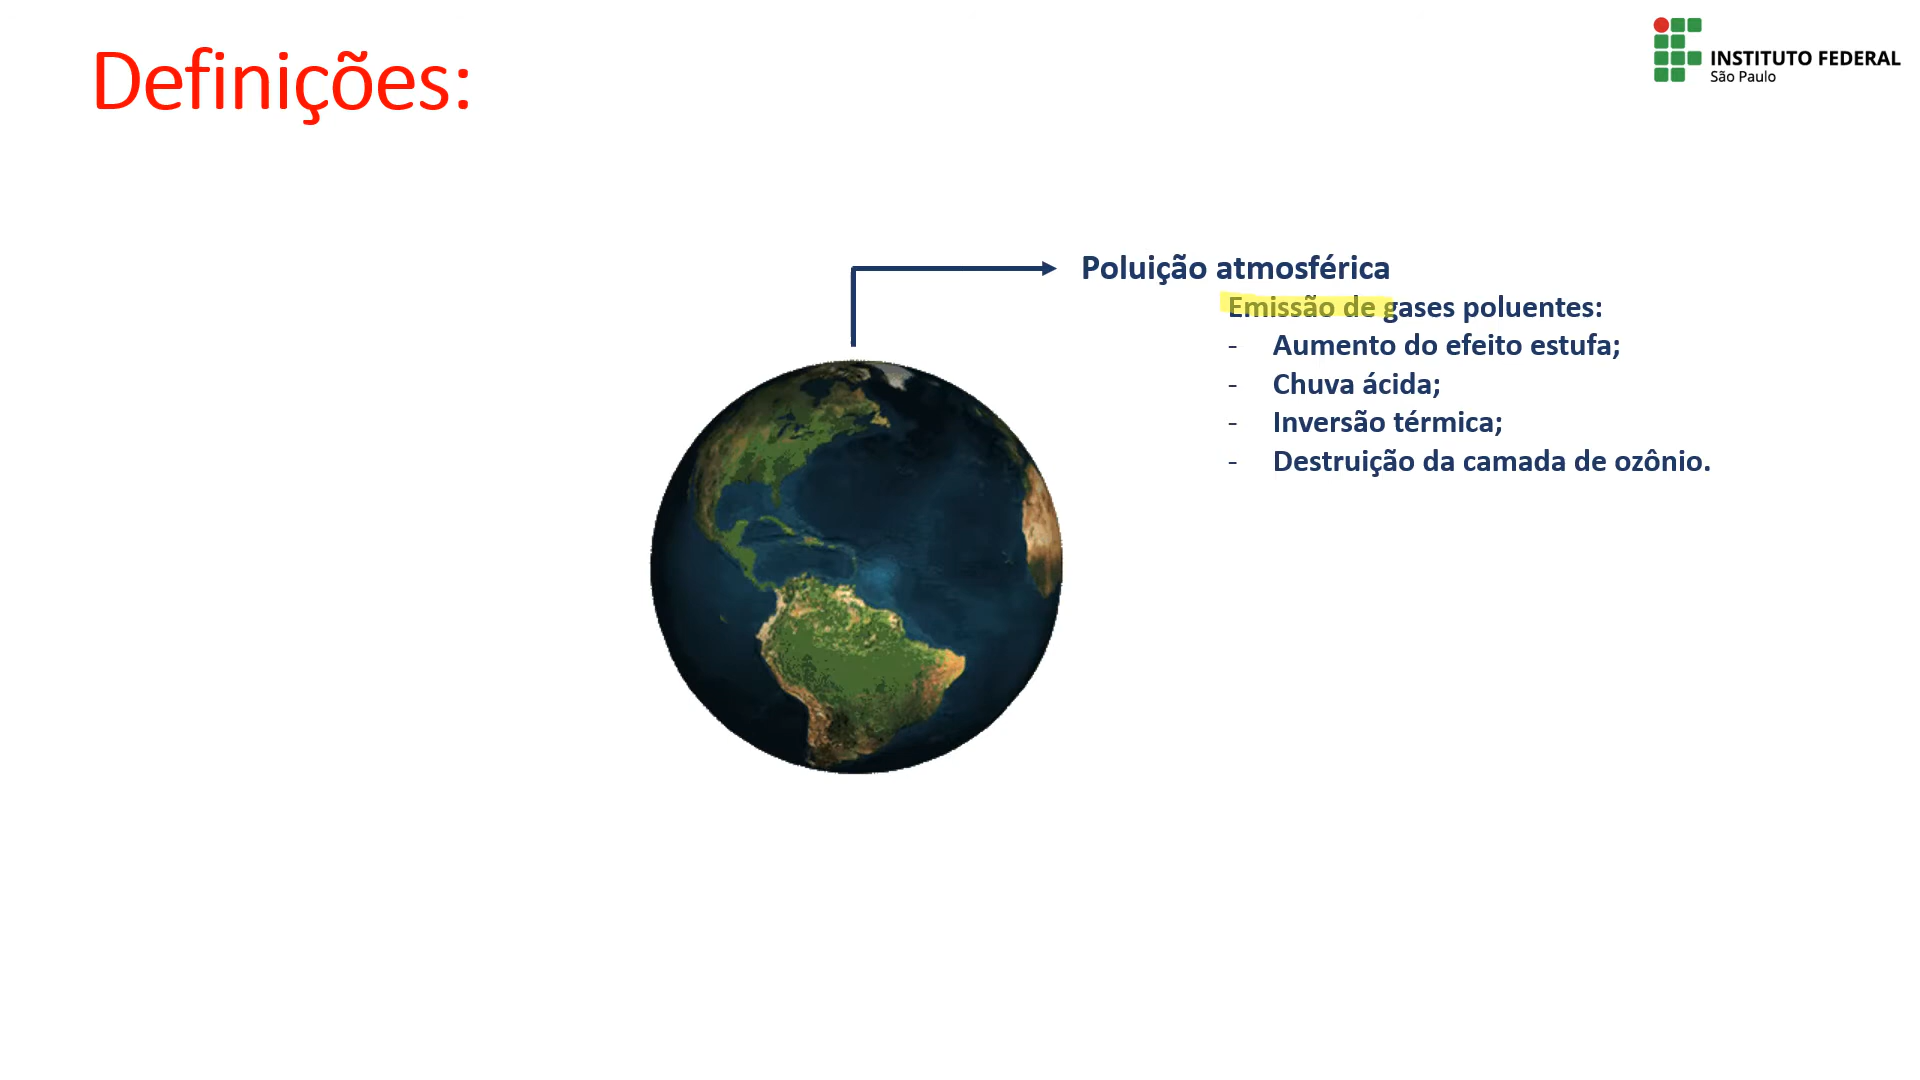 Definições:
INSTITUTO FEDERAL
São Paulo
Poluição atmosférica
Emissão de gases poluentes:
- Aumento do efeito estufa;
- Chuva ácida;
- Inversão térmica;
- Destruição da camada de ozônio.